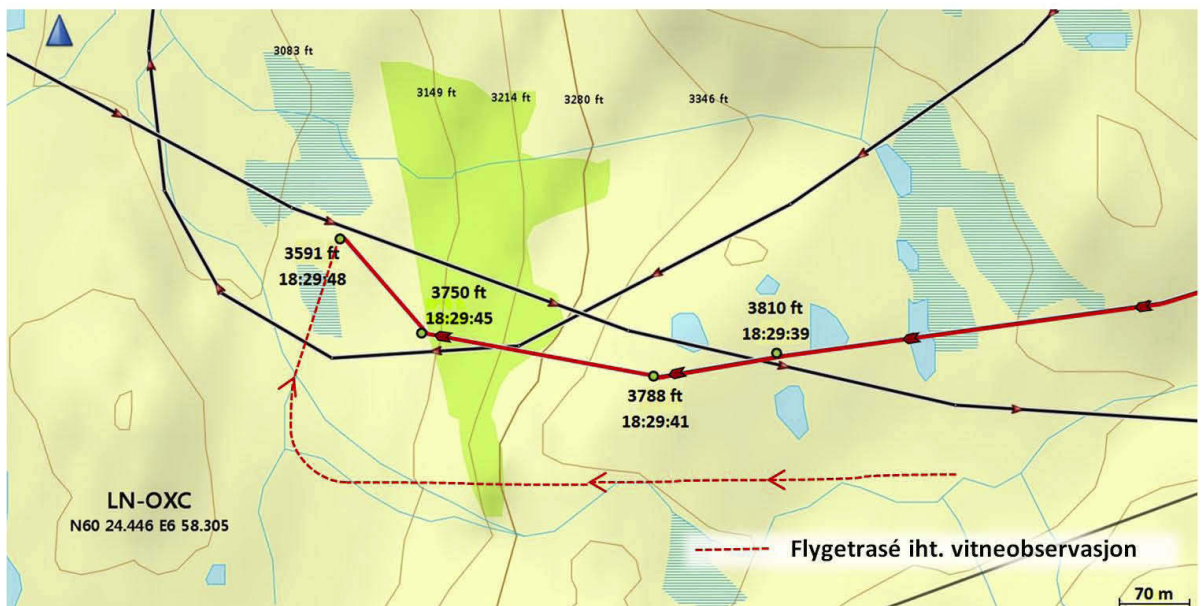 3083 ft
3149 ft
3214 ft
3280 ft
3346 ft
3591 ft
18:29:48
3750 ft
18:29:45
3810 ft
18:29:39
3788 ft
18:29:41
LN-OXC
N60 24.446 E6 58.305
Flygetrasé iht. vitneobservasjon
70 m